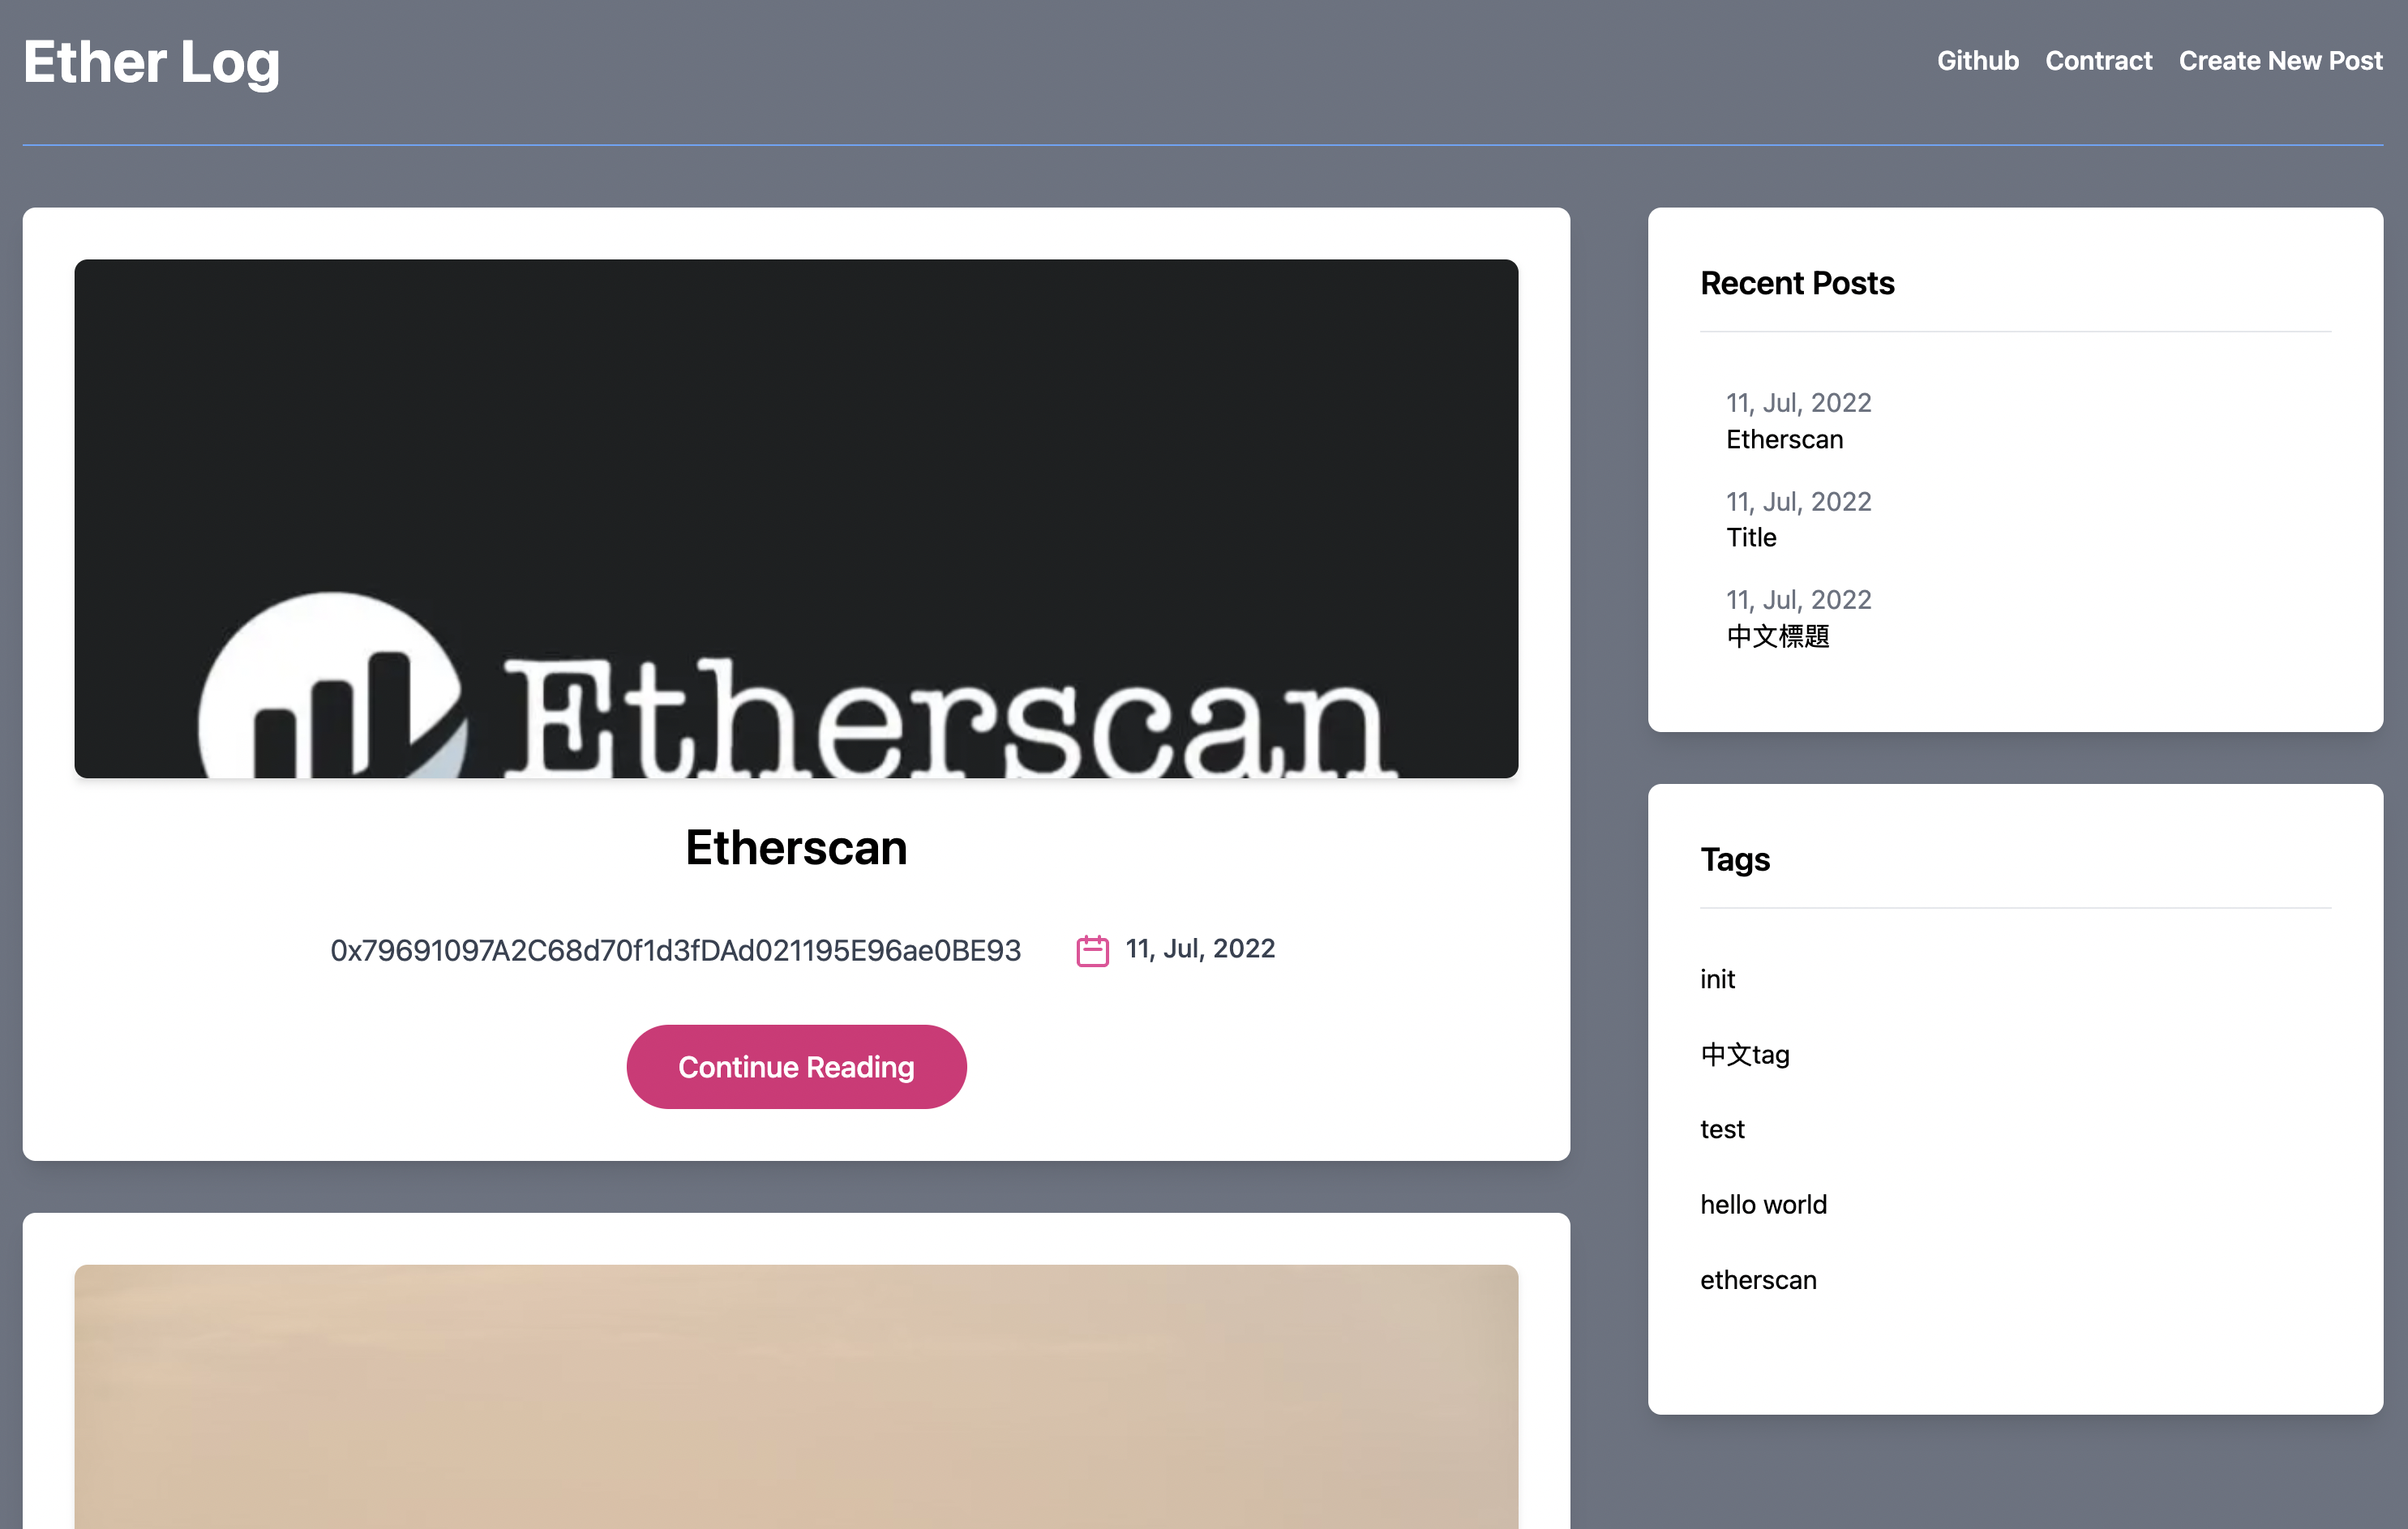 Ether Log
Github Contract Create New Post
Etherscan
Etherscan
0x79691097A2C68d70f1d3fDAd021195E96ae0BE93 11, Jul, 2022
Continue Reading
Recent Posts
11, Jul, 2022
Etherscan
11, Jul, 2022
Title
11, Jul, 2022
中文標題
Tags
init
中文tag
test
hello world
etherscan